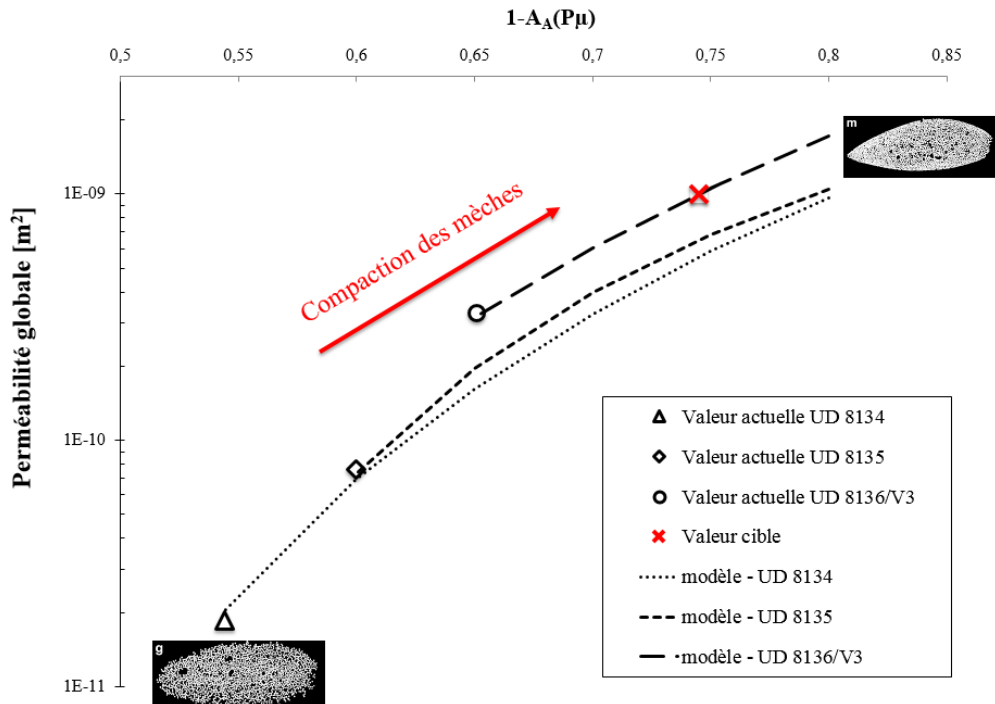 1-AA(Pµ)
0,5 0,55 0,6 0,65 0,7 0,75 0,8 0,85
m
1E-09
Compaction des mèches
Perméabilité globale [m²]
1E-10
Valeur actuelle UD 8134
Valeur actuelle UD 8135
Valeur actuelle UD 8136/V3
Valeur cible
modèle - UD 8134
modèle - UD 8135
modèle - UD 8136/V3
g
1E-11